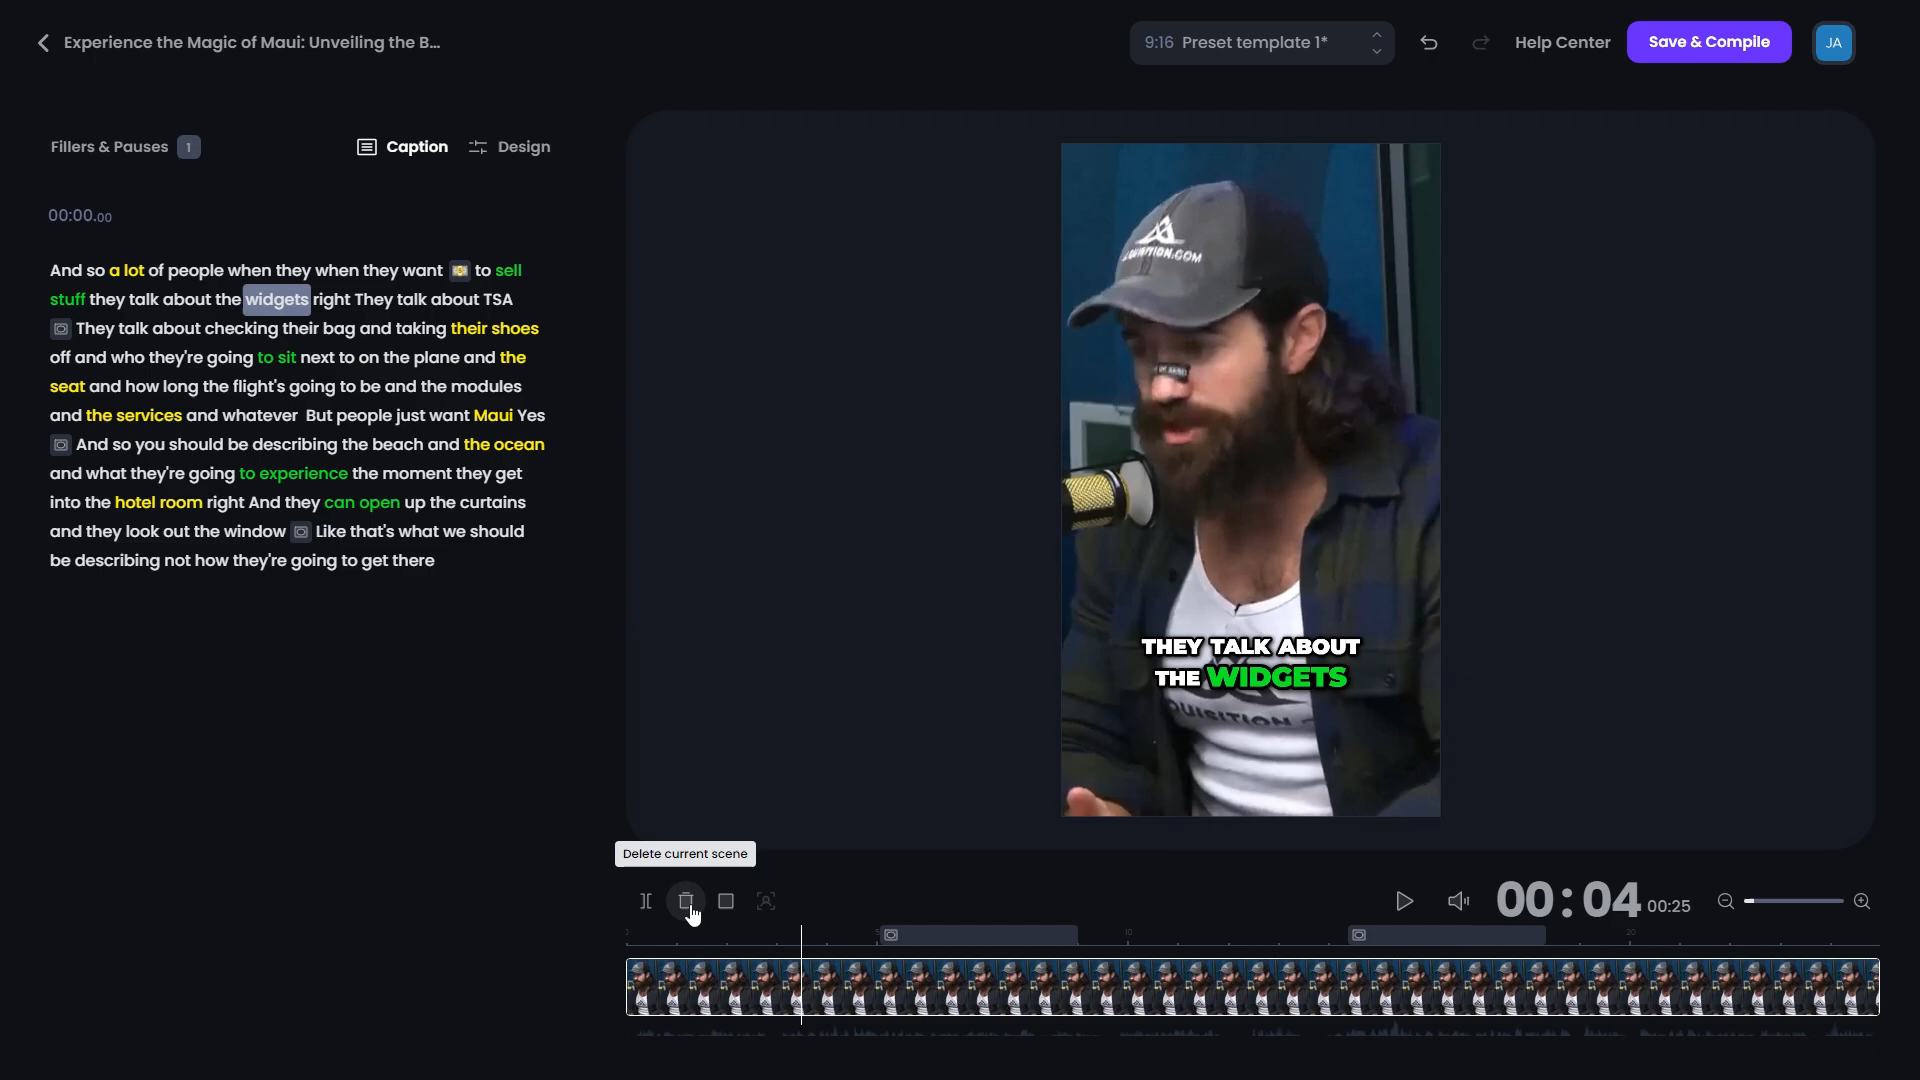 Experience the Magic of Maui: Unveiling the B...
9:16 Preset template 1*
Help Center
Save & Compile
JA
Fillers & Pauses 1
Caption
Design
00:00.00
And so a lot of people when they when they want to sell
stuff they talk about the widgets right They talk about TSA
They talk about checking their bag and taking their shoes
off and who they're going to sit next to on the plane and the
seat and how long the flight's going to be and the modules
and the services and whatever But people just want Maui Yes
And so you should be describing the beach and the ocean
and what they're going to experience the moment they get
into the hotel room right And they can open up the curtains
and they look out the window Like that's what we should
be describing not how they're going to get there
THEY TALK ABOUT
THE WIDGETS
Delete current scene
00:04 00:25
0 5 10 20